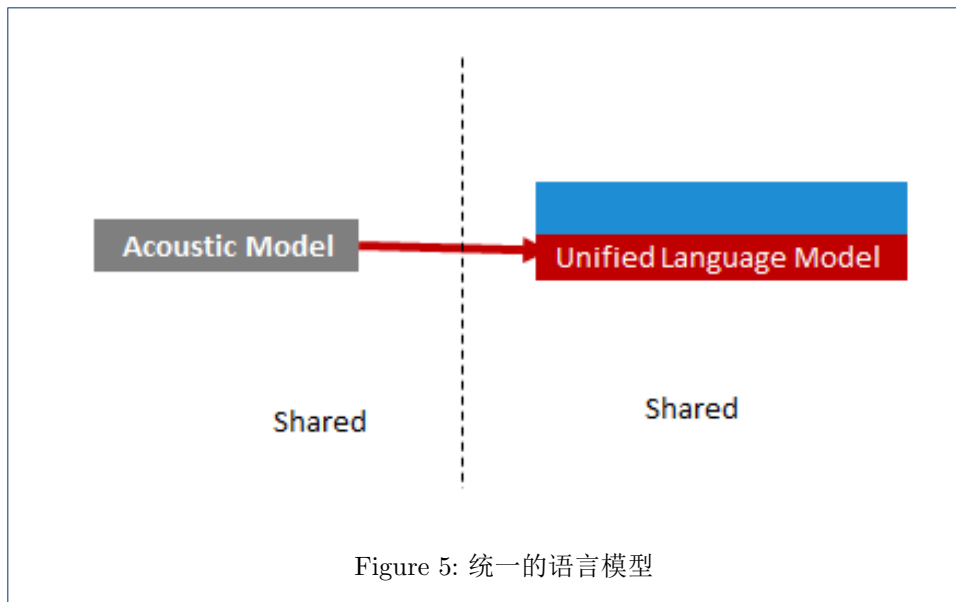 Acoustic Model
Unified Language Model
Shared
Shared
Figure 5: 统一的语言模型